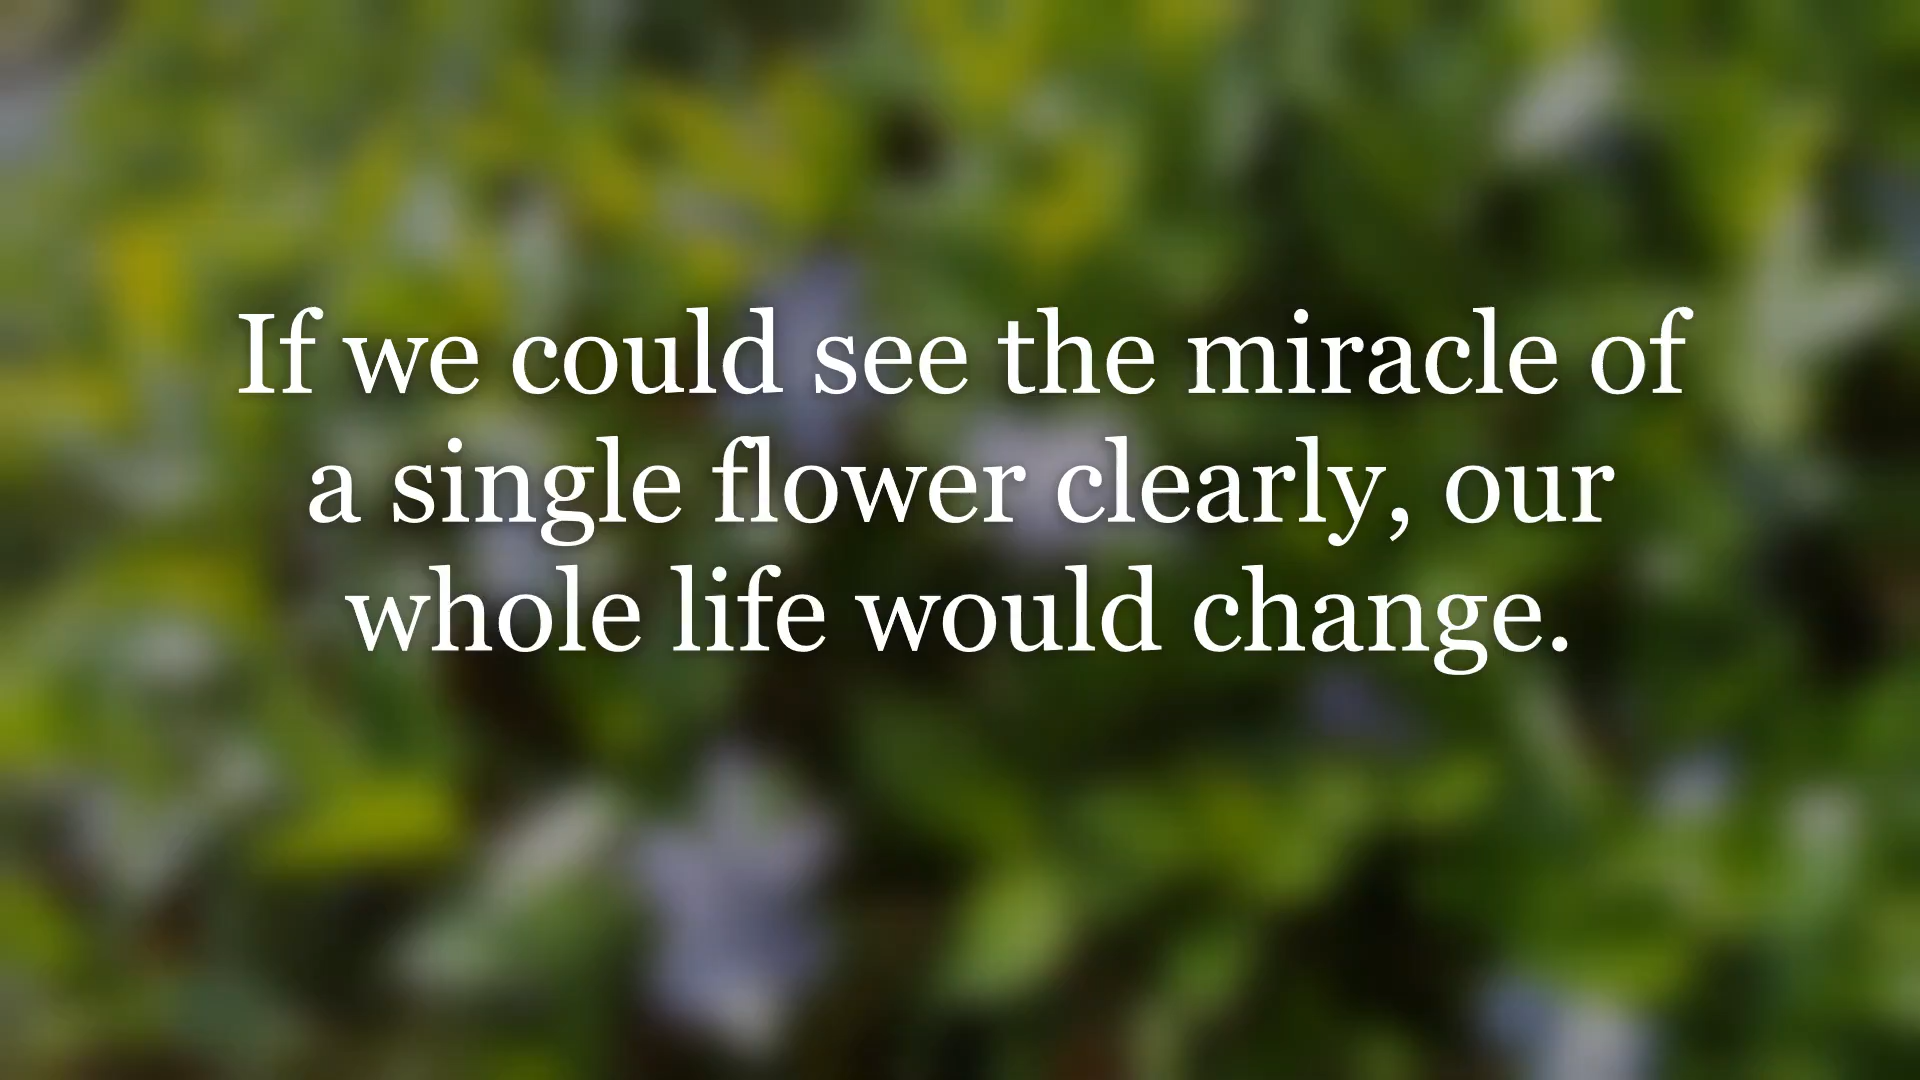 If we could see the miracle of
a single flower clearly, our
whole life would change.